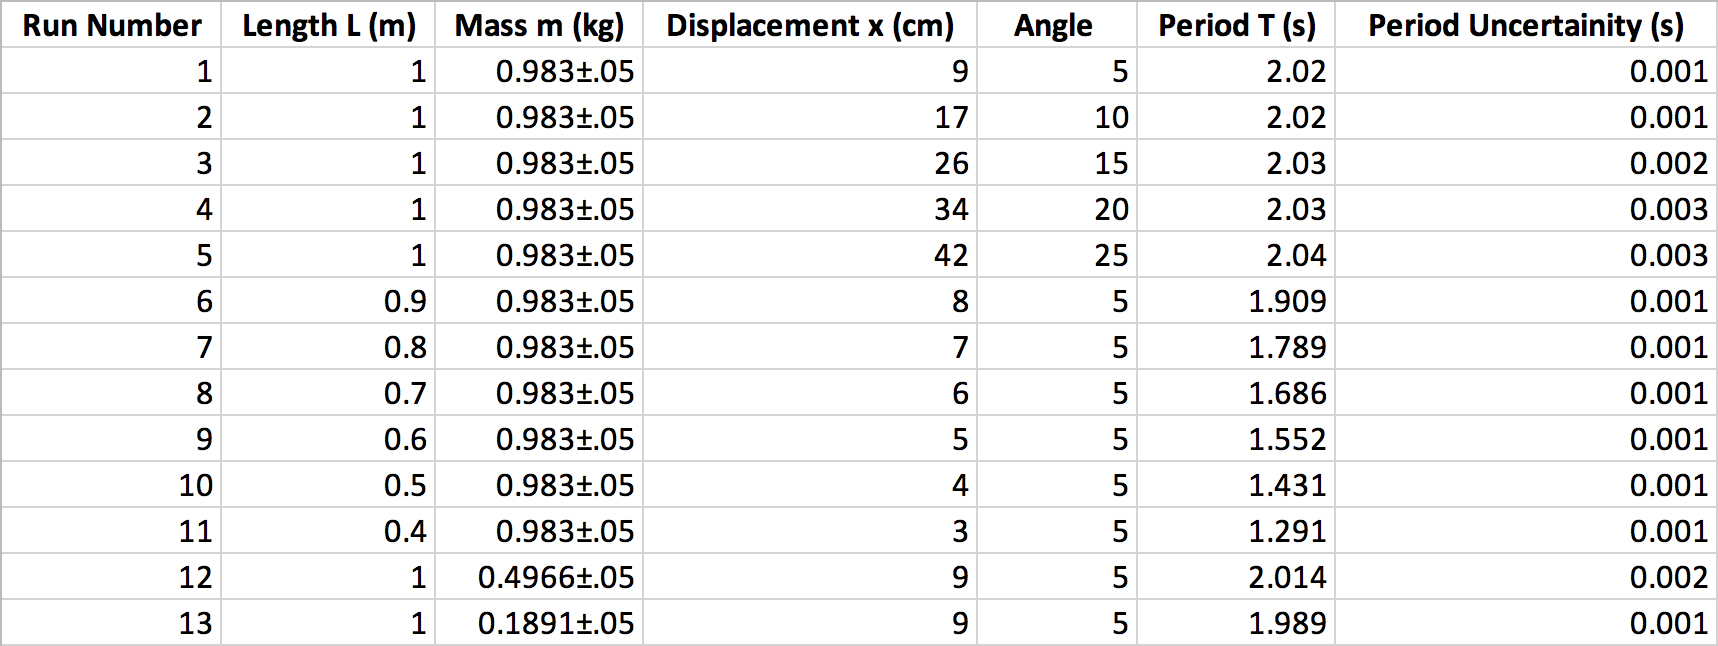 Run Number Length L (m) Mass m (kg) Displacement x (cm) Angle Period T (s) Period Uncertainity (s)
1 1 0.983±.05 9 5 2.02 0.001
2 1 0.983±.05 17 10 2.02 0.001
3 1 0.983±.05 26 15 2.03 0.002
4 1 0.983±.05 34 20 2.03 0.003
5 1 0.983±.05 42 25 2.04 0.003
6 0.9 0.983±.05 8 5 1.909 0.001
7 0.8 0.983±.05 7 5 1.789 0.001
8 0.7 0.983±.05 6 5 1.686 0.001
9 0.6 0.983±.05 5 5 1.552 0.001
10 0.5 0.983±.05 4 5 1.431 0.001
11 0.4 0.983±.05 3 5 1.291 0.001
12 1 0.4966±.05 9 5 2.014 0.002
13 1 0.1891±.05 9 5 1.989 0.001